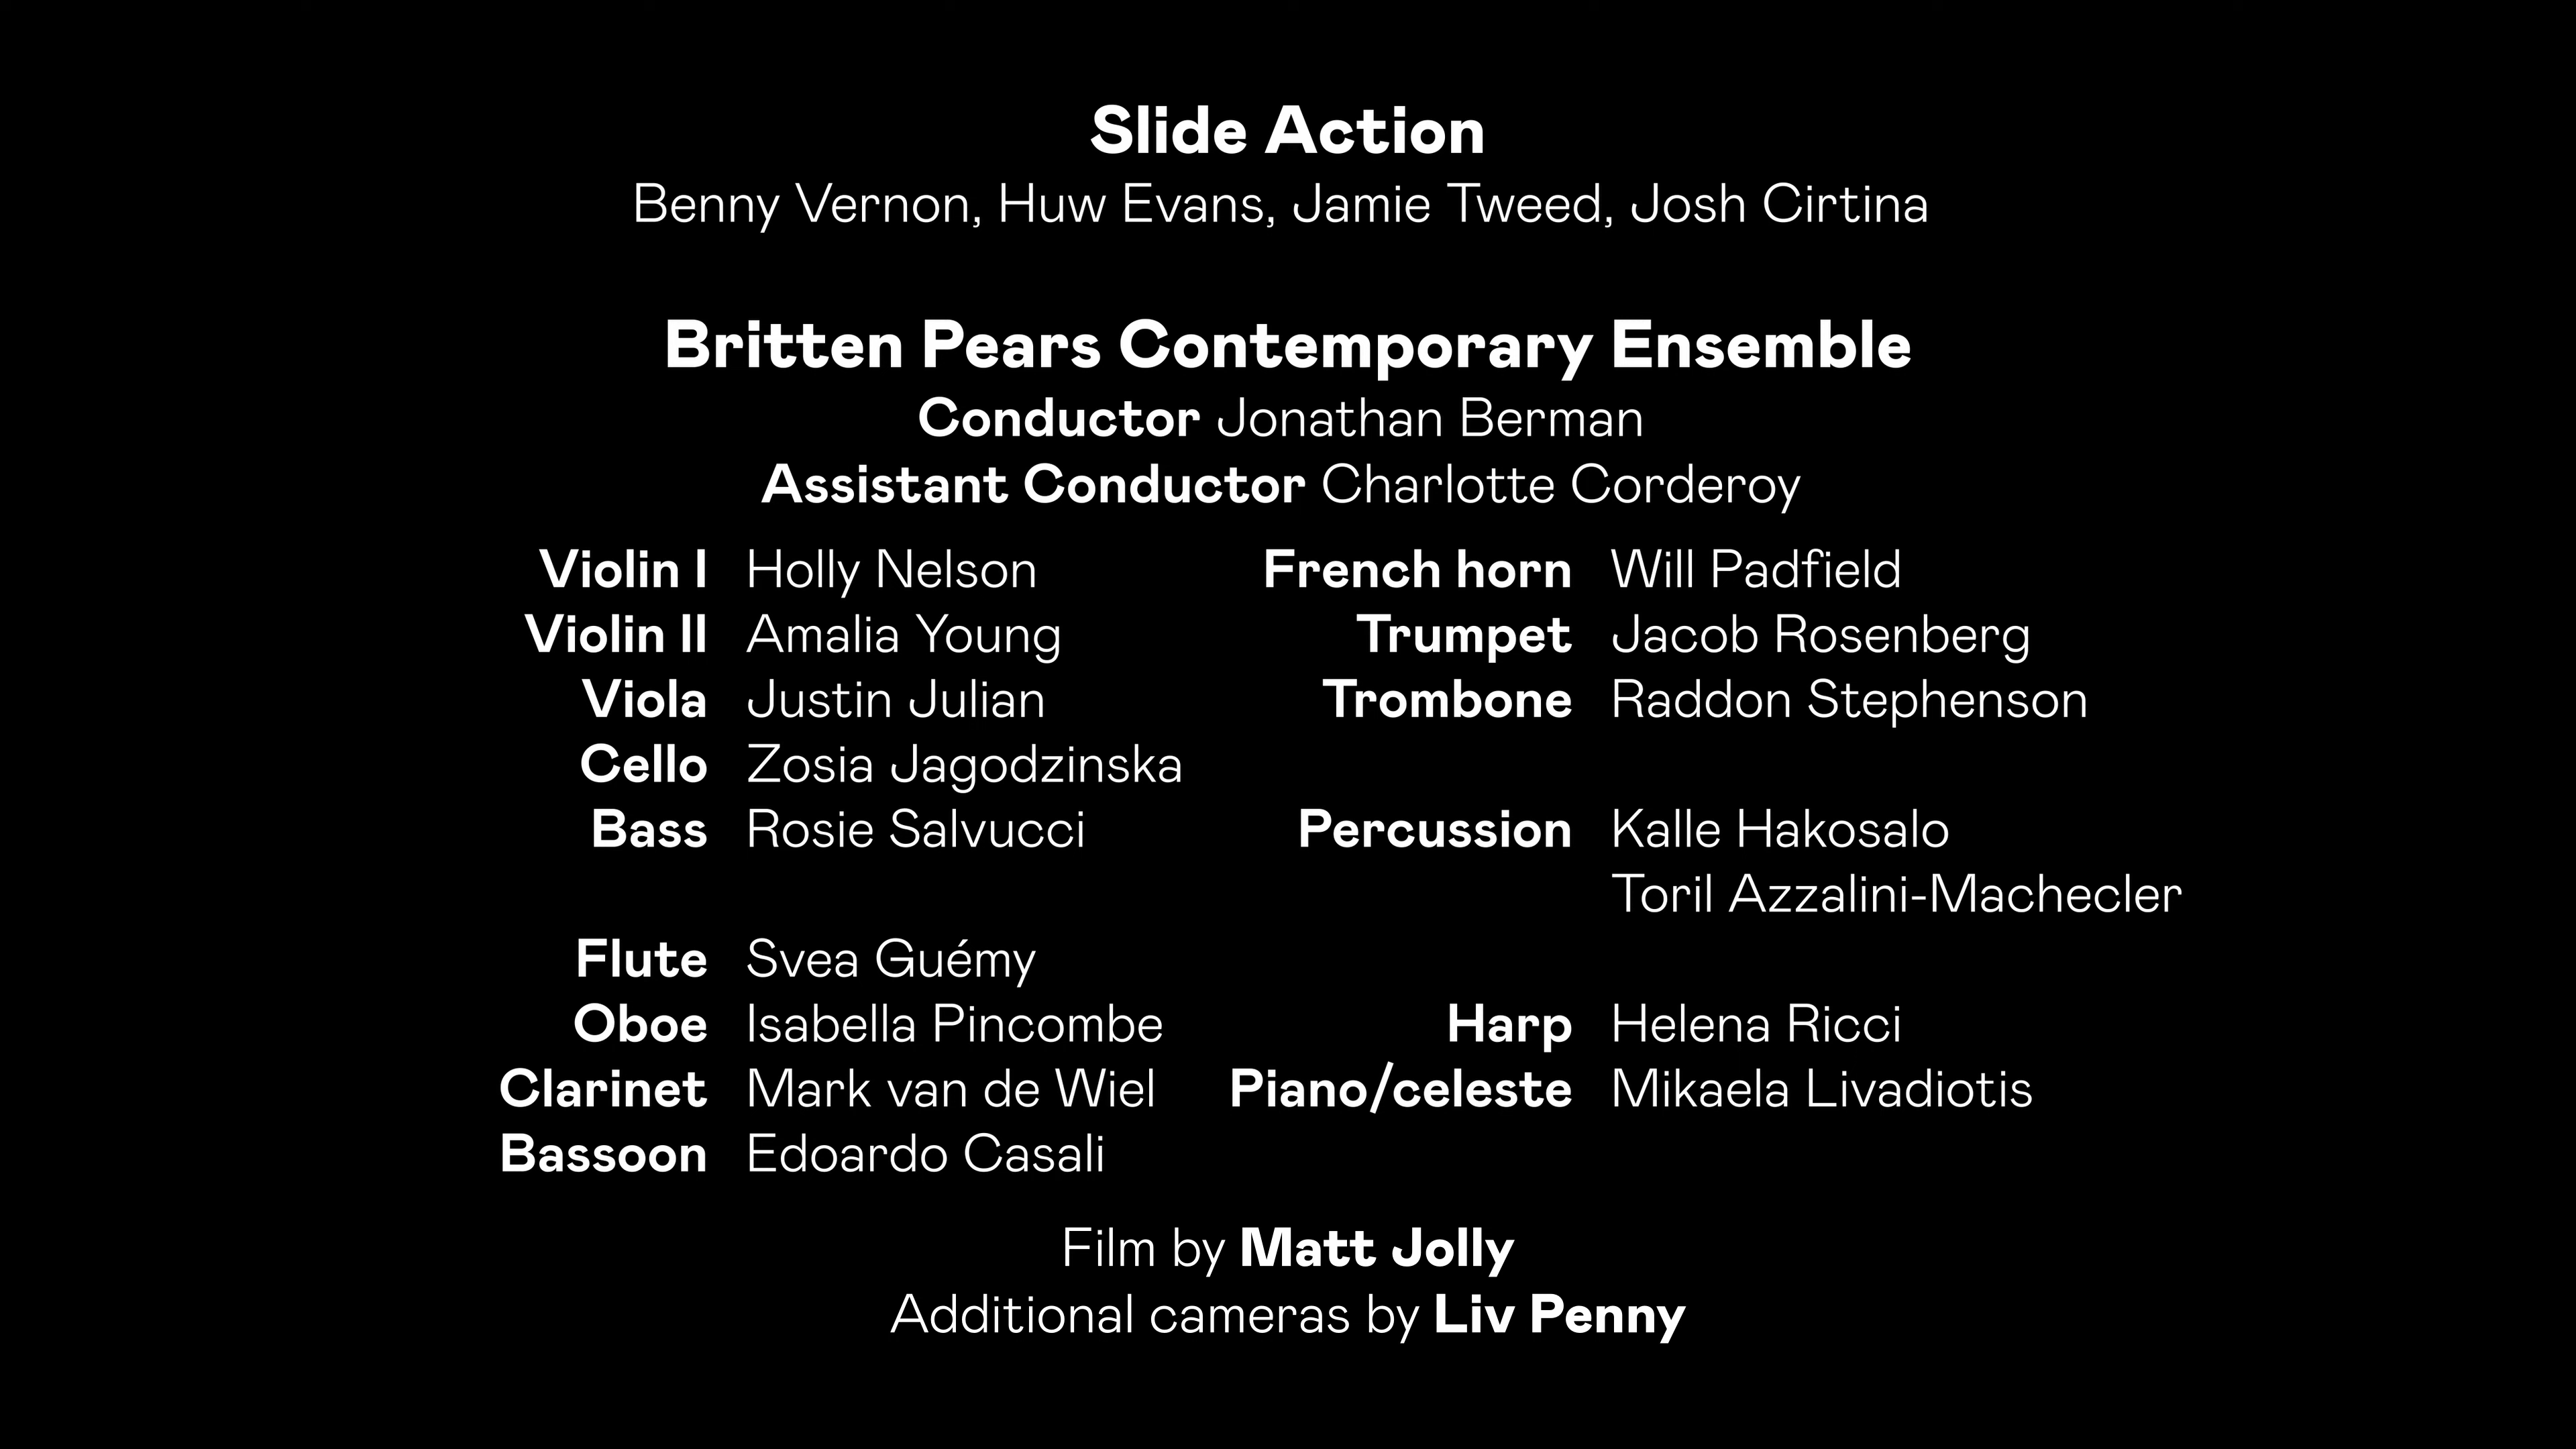 Slide Action
Benny Vernon, Huw Evans, Jamie Tweed, Josh Cirtina
Britten Pears Contemporary Ensemble
Conductor Jonathan Berman
Assistant Conductor Charlotte Corderoy
Violin I Holly Nelson
Violin II Amalia Young
Viola Justin Julian
Cello Zosia Jagodzinska
Bass Rosie Salvucci
Flute Svea Guémy
Oboe Isabella Pincombe
Clarinet Mark van de Wiel
Bassoon Edoardo Casali
French horn Will Padfield
Trumpet Jacob Rosenberg
Trombone Raddon Stephenson
Percussion Kalle Hakosalo
Toril Azzalini-Machecler
Harp Helena Ricci
Piano/celeste Mikaela Livadiotis
Film by Matt Jolly
Additional cameras by Liv Penny